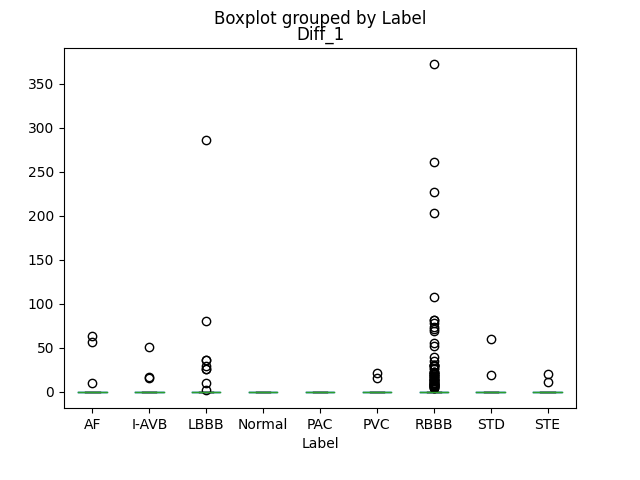 Boxplot grouped by Label
Diff_1
350
300
250
200
150
100
50
0
AF I-AVB LBBB Normal PAC PVC RBBB STD STE
Label